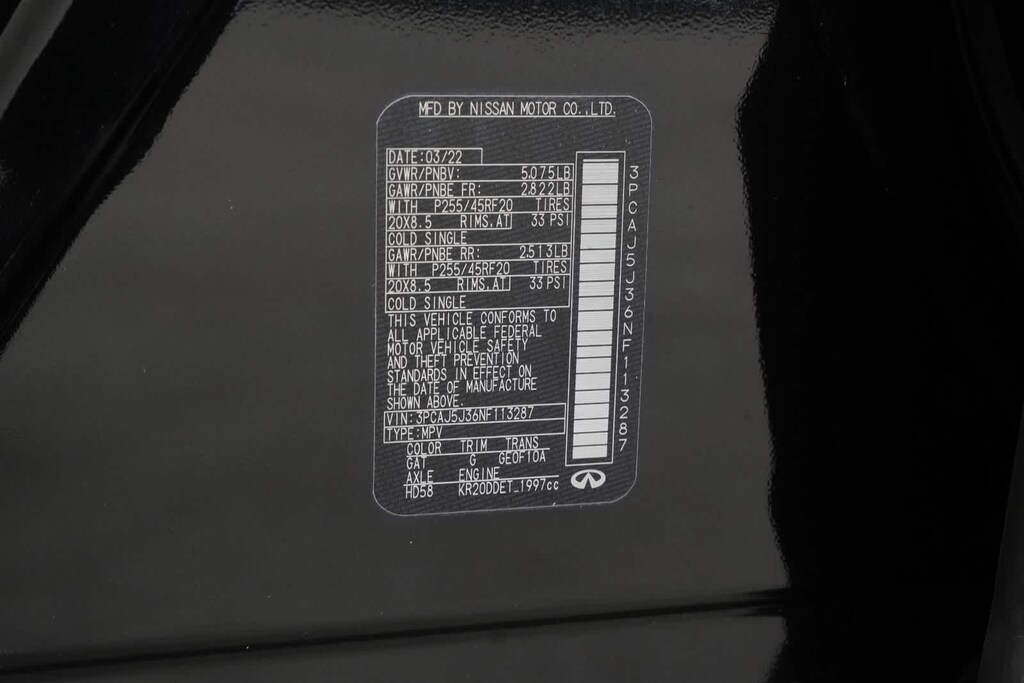 MFD BY NISSAN MOTOR CO.,LTD.
DATE:03/22
GVWR/PNBV: 5.075LB
GAWR/PNBE FR: 2.822LB
WITH P255/45RF20 TIRES
20X8.5 RIMS.AT 33 PSI
COLD SINGLE
GAWR/PNBE RR: 2.513LB
WITH P255/45RF20 TIRES
20X8.5 RIMS.AT 33 PSI
COLD SINGLE
THIS VEHICLE CONFORMS TO
ALL APPLICABLE FEDERAL
MOTOR VEHICLE SAFETY
AND THEFT PREVENTION
STANDARDS IN EFFECT ON
THE DATE OF MANUFACTURE
SHOWN ABOVE.
VIN:3PCAJ5J36NF113287
TYPE:MPV
COLOR TRIM TRANS
GAT G GEOF10A
AXLE ENGINE
HD58 KR20DDET_1997cc
3PCAJ5J36NF113287